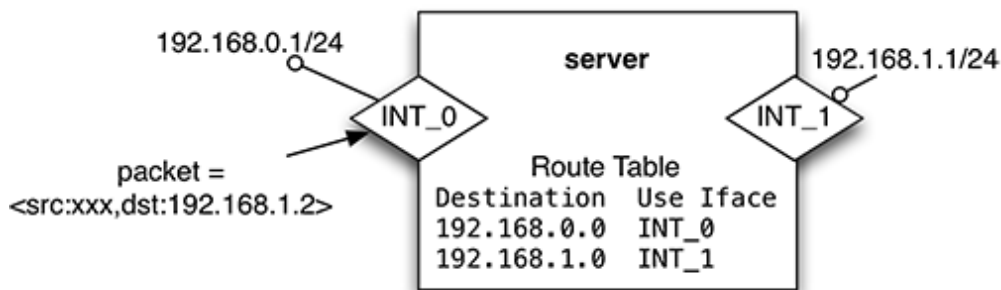 192.168.0.1/24
server
192.168.1.1/24
INT_0
INT_1
packet =
<src:xxx,dst:192.168.1.2>
Route Table
Destination Use Iface
192.168.0.0 INT_0
192.168.1.0 INT_1